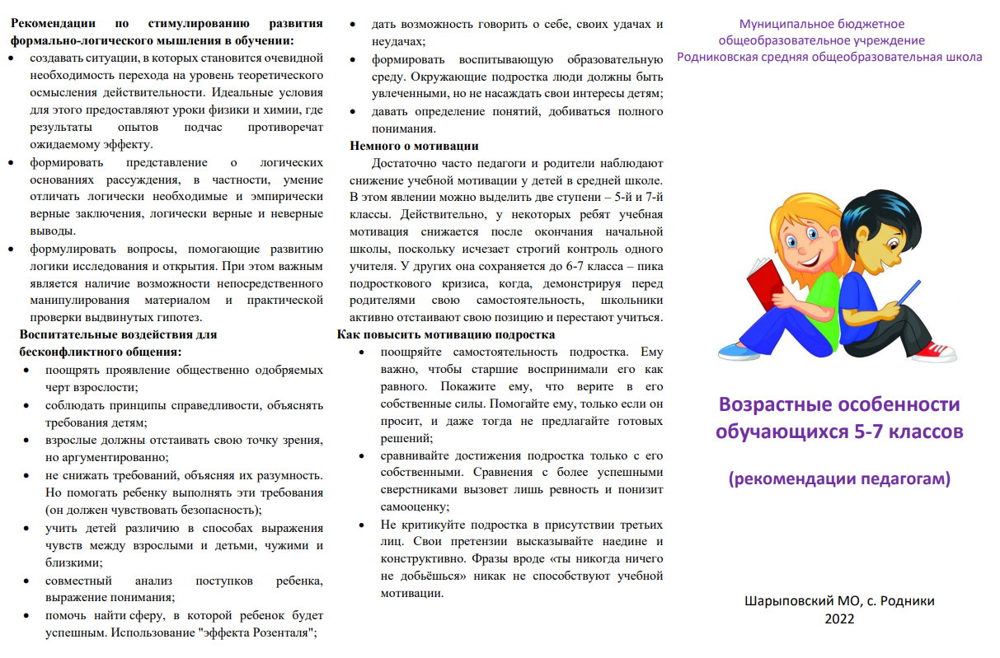 Рекомендации по стимулированию развития
формально-логического мышления в обучении:
• создавать ситуации, в которых становится очевидной
необходимость перехода на уровень теоретического
осмысления действительности. Идеальные условия
для этого предоставляют уроки физики и химии, где
результаты опытов подчас противоречат
ожидаемому эффекту.
• формировать представление о логических
основаниях рассуждения, в частности, умение
отличать логически необходимые и эмпирически
верные заключения, логически верные и неверные
выводы.
• формулировать вопросы, помогающие развитию
логики исследования и открытия. При этом важным
является наличие возможности непосредственного
манипулирования материалом и практической
проверки выдвинутых гипотез.
Воспитательные воздействия для
бесконфликтного общения:
• поощрять проявление общественно одобряемых
черт взрослости;
• соблюдать принципы справедливости, объяснять
требования детям;
• взрослые должны отстаивать свою точку зрения,
но аргументированно;
• не снижать требований, объясняя их разумность.
Но помогать ребенку выполнять эти требования
(он должен чувствовать безопасность);
• учить детей различию в способах выражения
чувств между взрослыми и детьми, чужими и
близкими;
• совместный анализ поступков ребенка,
выражение понимания;
• помочь найти сферу, в которой ребенок будет
успешным. Использование "эффекта Розенталя";
• дать возможность говорить о себе, своих удачах и
неудачах;
• формировать воспитывающую образовательную
среду. Окружающие подростка люди должны быть
увлеченными, но не насаждать свои интересы детям;
• давать определение понятий, добиваться полного
понимания.
Немного о мотивации
Достаточно часто педагоги и родители наблюдают
снижение учебной мотивации у детей в средней школе.
В этом явлении можно выделить две ступени – 5-й и 7-й
классы. Действительно, у некоторых ребят учебная
мотивация снижается после окончания начальной
школы, поскольку исчезает строгий контроль одного
учителя. У других она сохраняется до 6-7 класса – пика
подросткового кризиса, когда, демонстрируя перед
родителями свою самостоятельность, школьники
активно отстаивают свою позицию и перестают учиться.
Как повысить мотивацию подростка
• поощряйте самостоятельность подростка. Ему
важно, чтобы старшие воспринимали его как
равного. Покажите ему, что верите в его
собственные силы. Помогайте ему, только если он
просит, и даже тогда не предлагайте готовых
решений;
• сравнивайте достижения подростка только с его
собственными. Сравнения с более успешными
сверстниками вызовет лишь ревность и понизит
самооценку;
• Не критикуйте подростка в присутствии третьих
лиц. Свои претензии высказывайте наедине и
конструктивно. Фразы вроде «ты никогда ничего
не добьёшься» никак не способствуют учебной
мотивации.
Муниципальное бюджетное
общеобразовательное учреждение
Родниковская средняя общеобразовательная школа
Возрастные особенности
обучающихся 5-7 классов
(рекомендации педагогам)
Шарыповский МО, с. Родники
2022